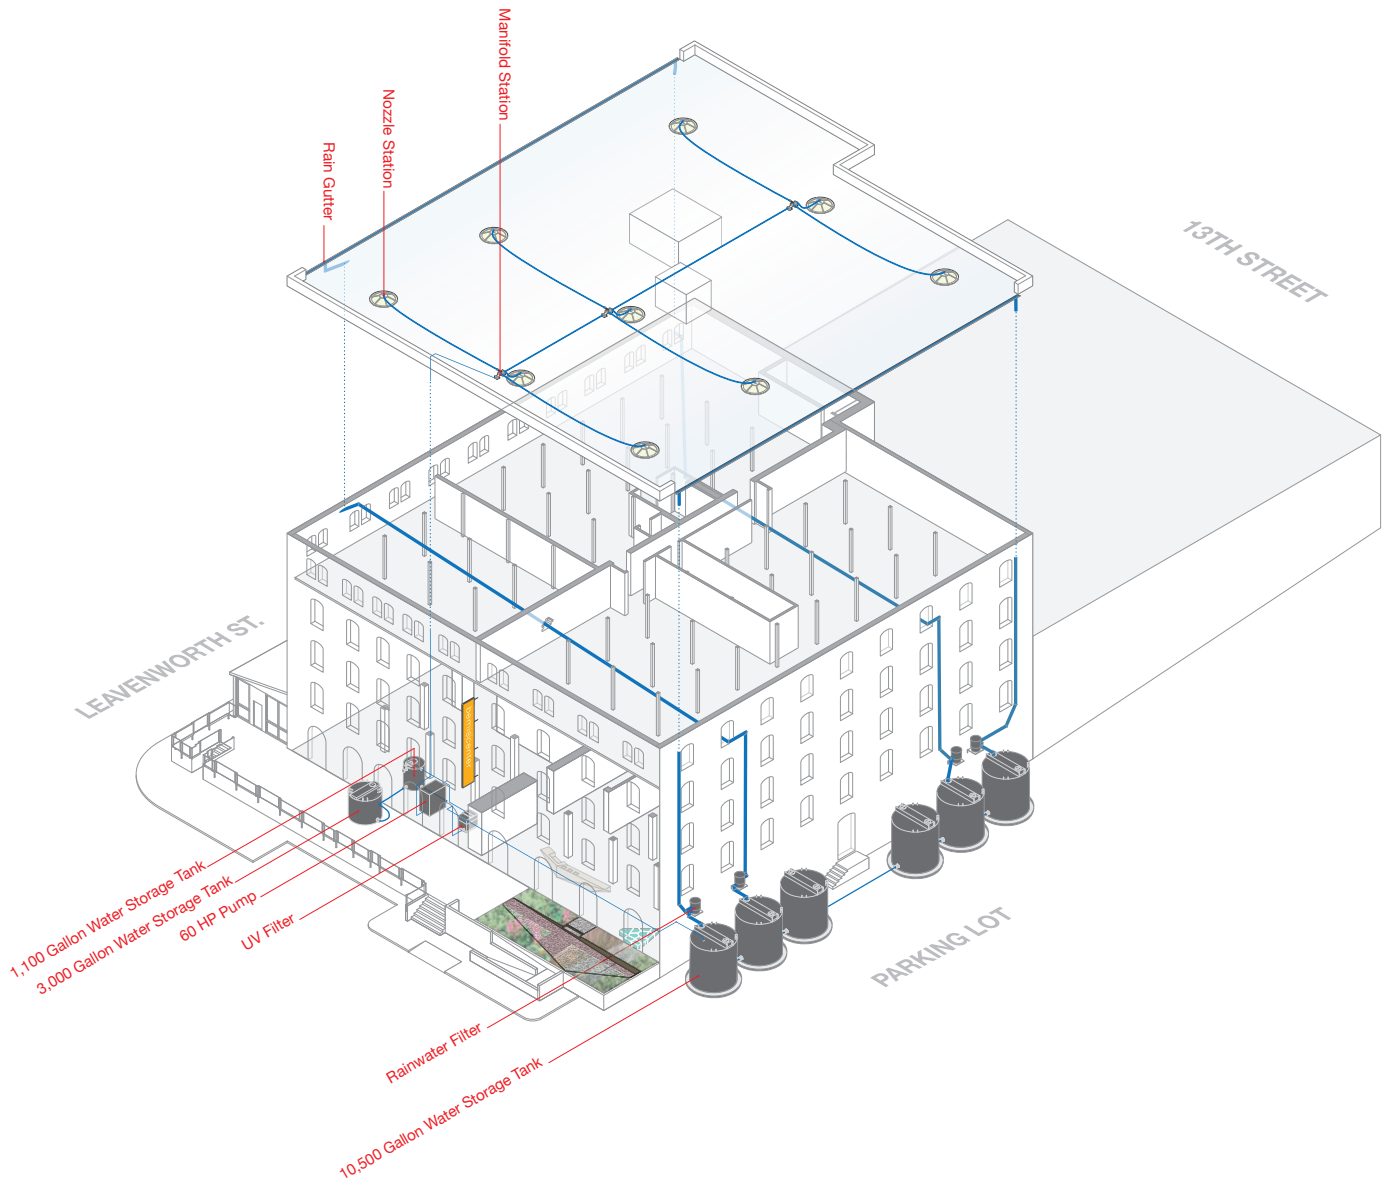 Manifold Station
Nozzle Station
Rain Gutter
13TH STREET
LEAVENWORTH ST.
bemiscenter
1,100 Gallon Water Storage Tank
3,000 Gallon Water Storage Tank
60 HP Pump
UV Filter
PARKING LOT
Rainwater Filter
10,500 Gallon Water Storage Tank